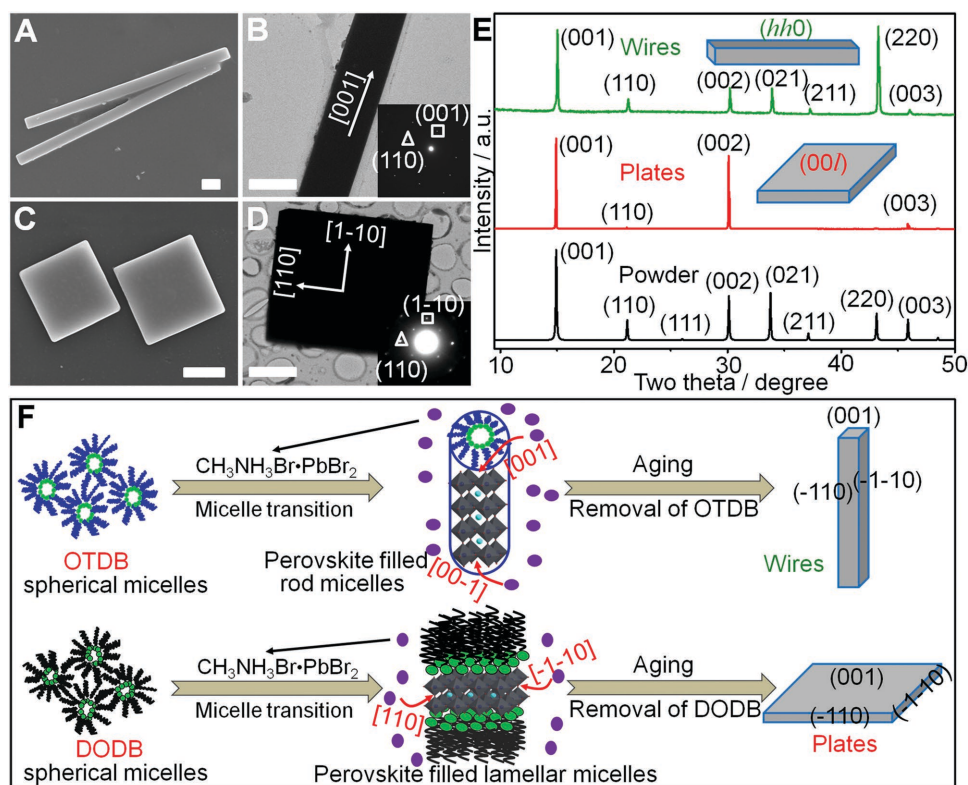 A
B
[001]
(001)
(110)
C
D
[1-10]
[110]
(1-10)
(110)
E
Intensity / a.u.
(001)
Wires
(hh0)
(220)
(110)
(002)
(021)
(211)
(003)
(001)
Plates
(002)
(00l)
(110)
(003)
(001)
Powder
(110)
(111)
(002)
(021)
(211)
(220)
(003)
10
20
30
40
50
Two theta / degree
F
OTDB
spherical micelles
CH₃NH₃Br•PbBr₂
Micelle transition
[001]
[00-1]
Perovskite filled
rod micelles
Aging
Removal of OTDB
(001)
(-110)
(-1-10)
Wires
DODB
spherical micelles
CH₃NH₃Br•PbBr₂
Micelle transition
[110]
[-1-10]
Perovskite filled lamellar micelles
Aging
Removal of DODB
(001)
(-110)
(-1-10)
Plates